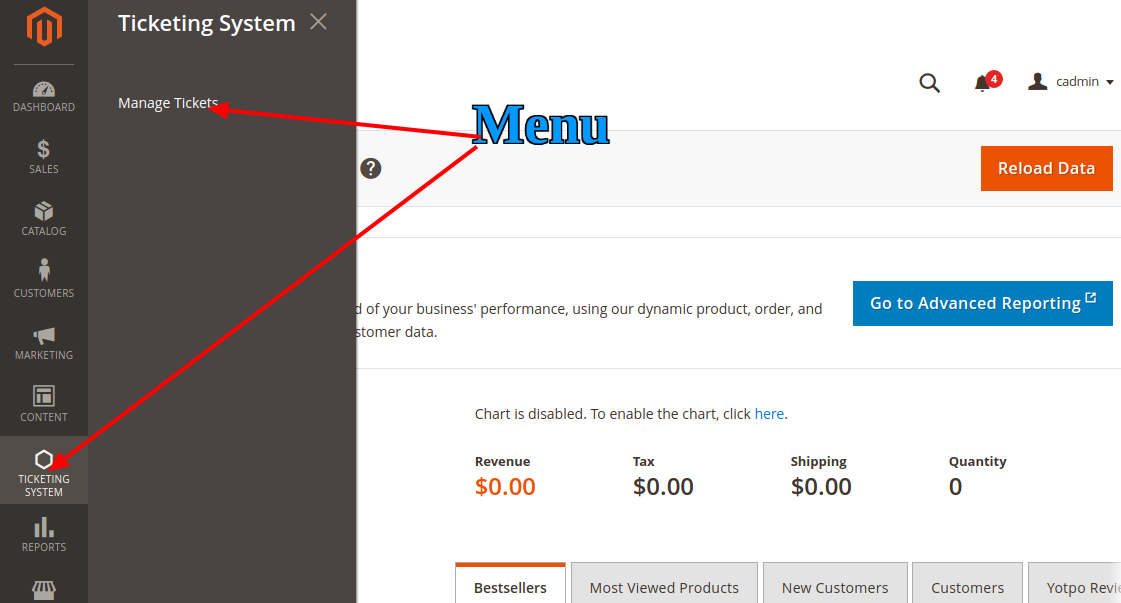 Ticketing System
DASHBOARD
SALES
CATALOG
CUSTOMERS
MARKETING
CONTENT
TICKETING
SYSTEM
REPORTS
Manage Tickets
Menu
4
cadmin
?
Reload Data
d of your business' performance, using our dynamic product, order, and
stomer data.
Go to Advanced Reporting
Chart is disabled. To enable the chart, click here.
Revenue Tax Shipping Quantity
$0.00 $0.00 $0.00 0
Bestsellers Most Viewed Products New Customers Customers Yotpo Revie